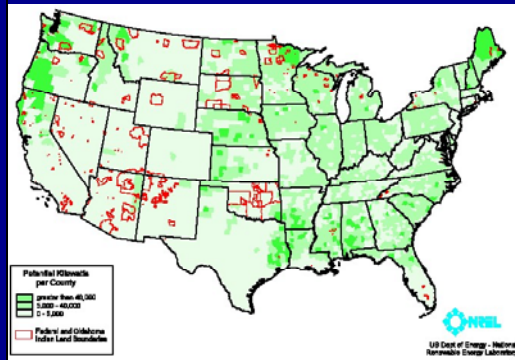 Potential Kilowatts
per County
greater than 40,000
5,000 - 40,000
0 - 5,000
Federal and Oklahoma
Indian Land Boundaries
NREL
US Dept of Energy - National
Renewable Energy Laboratory